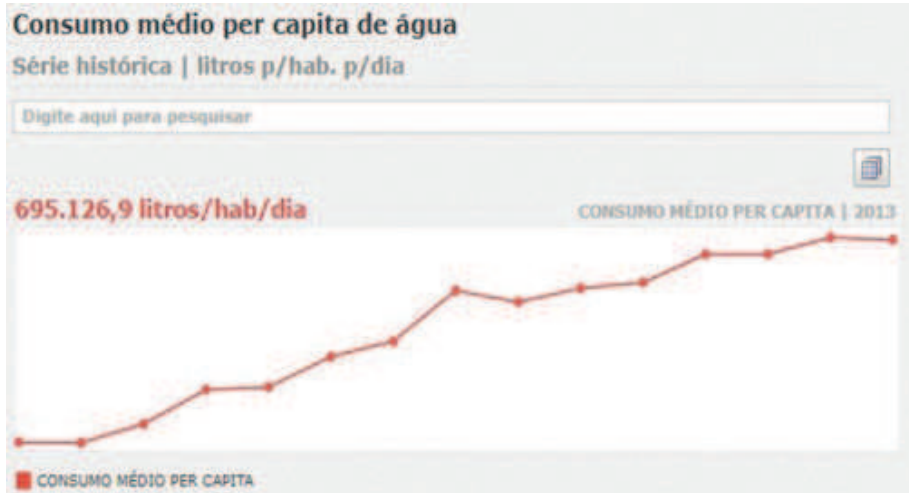 Consumo médio per capita de água
Série histórica | litros p/hab. p/dia
Digite aqui para pesquisar
695.126,9 litros/hab/dia
CONSUMO MÉDIO PER CAPITA | 2013
CONSUMO MÉDIO PER CAPITA